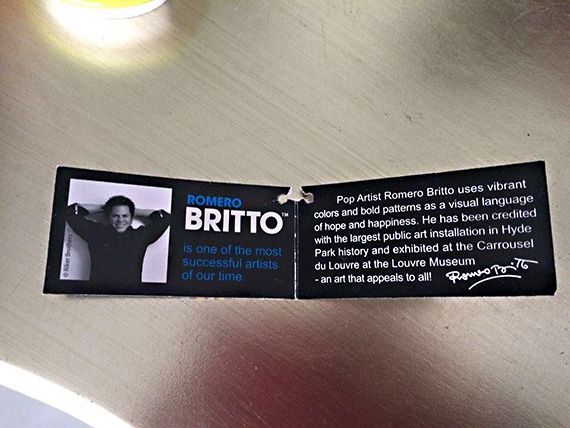 ROMERO
BRITTO™
is one of the most
successful artists
of our time.
Pop Artist Romero Britto uses vibrant
colors and bold patterns as a visual language
of hope and happiness. He has been credited
with the largest public art installation in Hyde
Park history and exhibited at the Carrousel
du Louvre at the Louvre Museum
- an art that appeals to all!